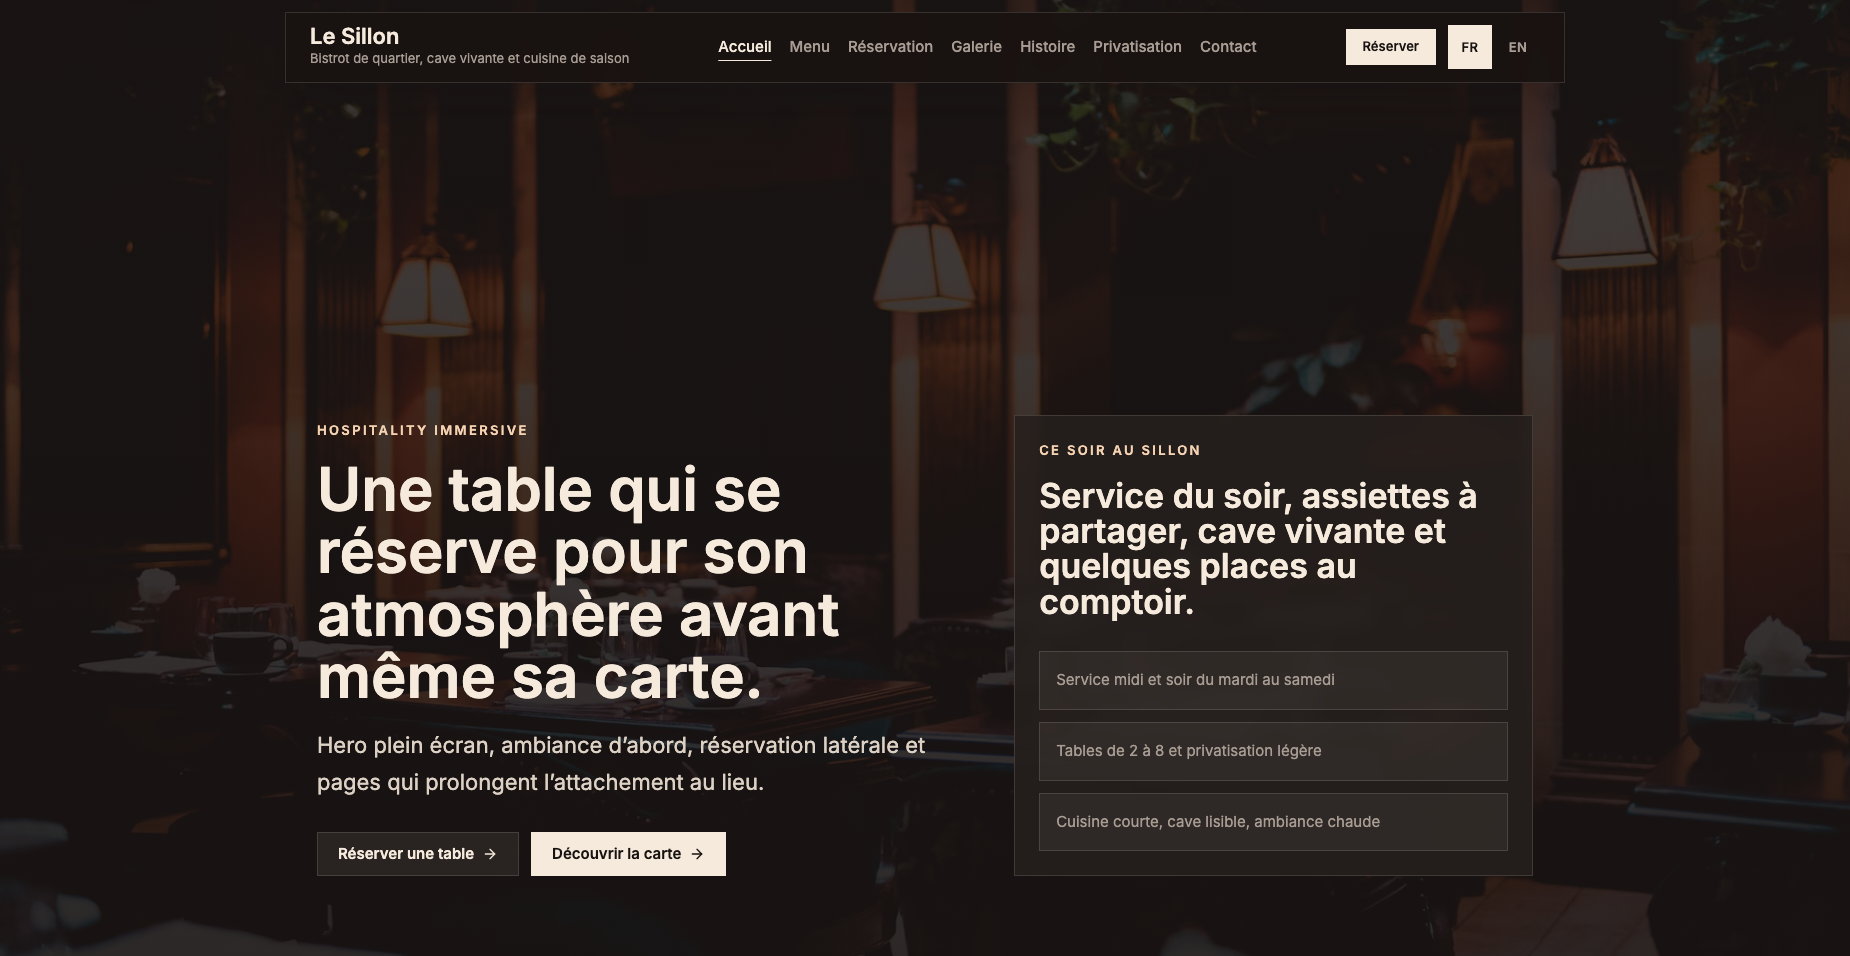 Le Sillon
Bistrot de quartier, cave vivante et cuisine de saison
Accueil Menu Réservation Galerie Histoire Privatisation Contact
Réserver FR EN
HOSPITALITY IMMERSIVE
Une table qui se
réserve pour son
atmosphère avant
même sa carte.
Hero plein écran, ambiance d’abord, réservation latérale et
pages qui prolongent l’attachement au lieu.
Réserver une table →
Découvrir la carte →
CE SOIR AU SILLON
Service du soir, assiettes à
partager, cave vivante et
quelques places au
comptoir.
Service midi et soir du mardi au samedi
Tables de 2 à 8 et privatisation légère
Cuisine courte, cave lisible, ambiance chaude